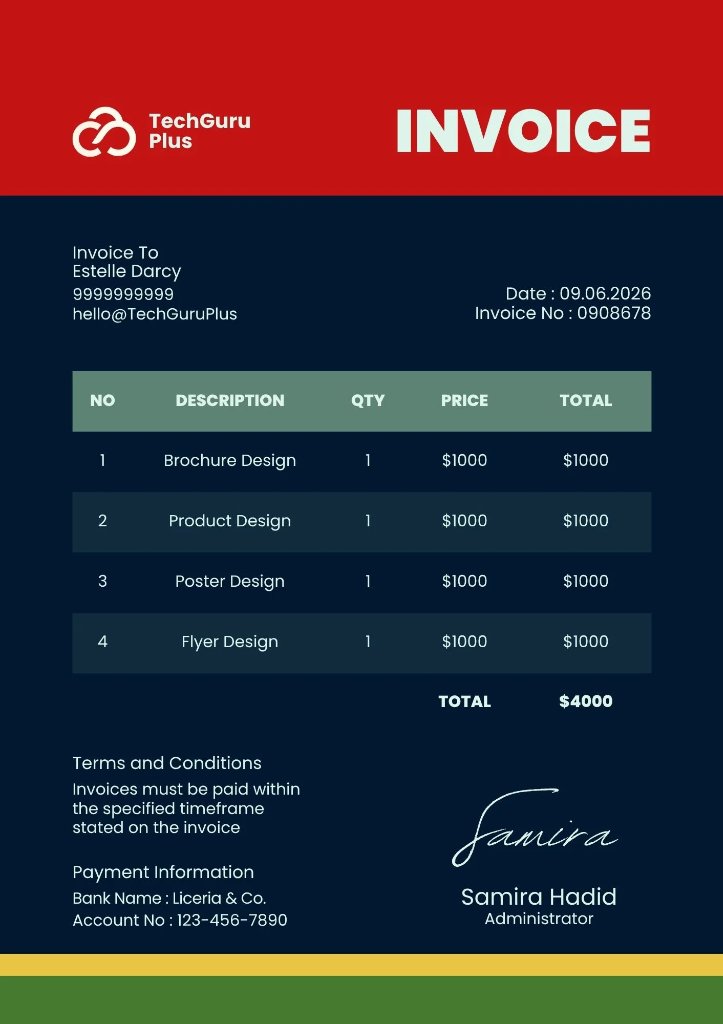 TechGuru
Plus
INVOICE
Invoice To
Estelle Darcy
9999999999
hello@TechGuruPlus
Date : 09.06.2026
Invoice No : 0908678
NO DESCRIPTION QTY PRICE TOTAL
1 Brochure Design 1 $1000 $1000
2 Product Design 1 $1000 $1000
3 Poster Design 1 $1000 $1000
4 Flyer Design 1 $1000 $1000
TOTAL $4000
Terms and Conditions
Invoices must be paid within
the specified timeframe
stated on the invoice
Payment Information
Bank Name : Liceria & Co.
Account No : 123-456-7890
Samira
Samira Hadid
Administrator